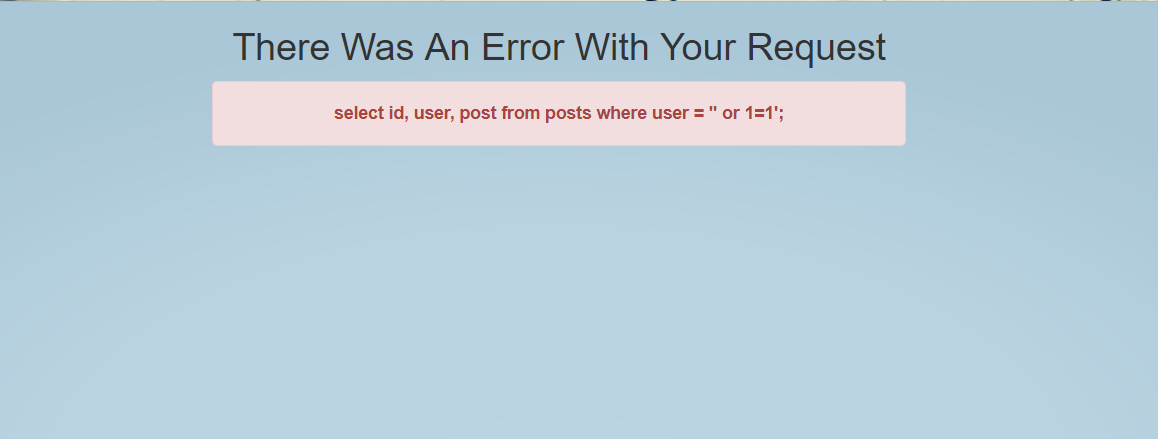 There Was An Error With Your Request
select id, user, post from posts where user = '' or 1=1';